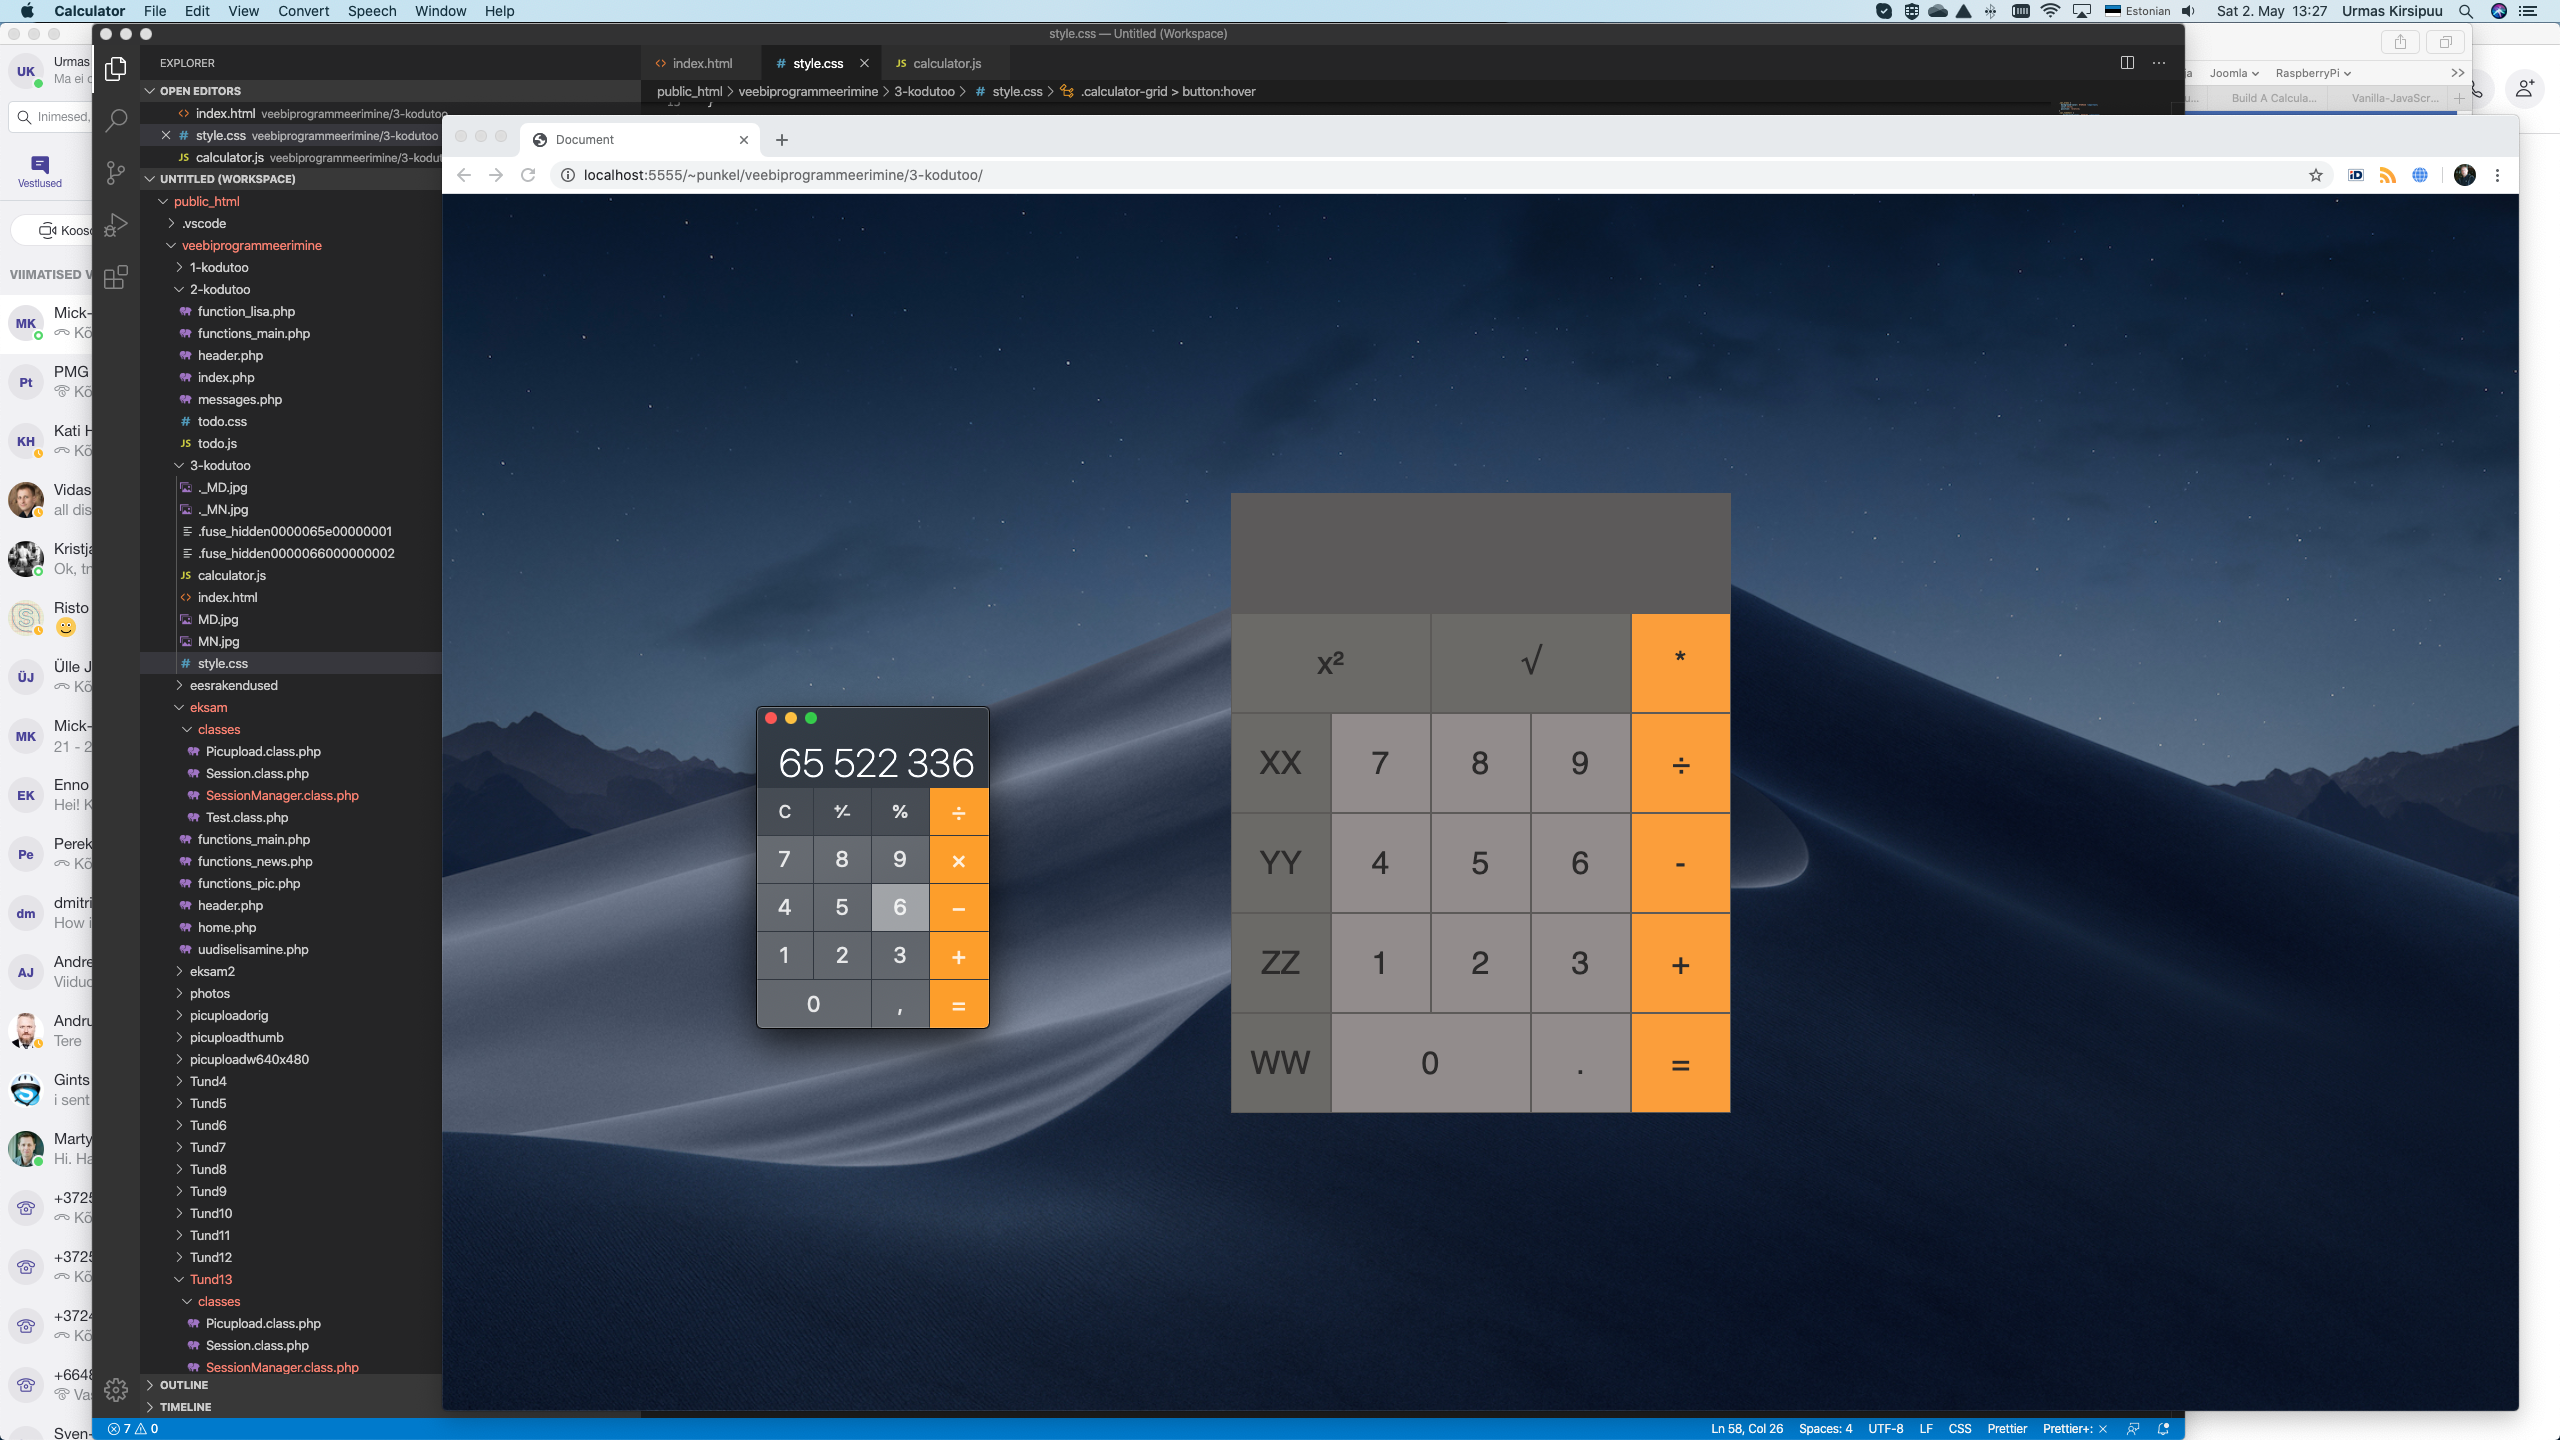 Calculator File Edit View Convert Speech Window Help
Estonian Sat 2. May 13:27 Urmas Kirsipuu
style.css — Untitled (Workspace)
UK Urmas
Ma ei
Inimesed,
Vestlused
VIIMATISED V
MK Mick-
Kõ
Pt PMG
Kõ
KH Kati H
Kõ
Vidas
all dis
Kristja
Ok, tr
Risto
ÜJ Ülle J
Kõ
MK Mick-
21 - 2
EK Enno
Hei! K
Pe Perek
Kõ
dm dmitri
How i
AJ Andre
Viiduc
Andru
Tere
Gints
i sent
Marty
Hi. Ha
+3725
Kõ
+3725
Kõ
+3724
Kõ
+6648
Vas
Sven-
EXPLORER
OPEN EDITORS
index.html veebiprogrammeerimine/3-kodutoo
style.css veebiprogrammeerimine/3-kodutoo
JS calculator.js veebiprogrammeerimine/3-kodut
UNTITLED (WORKSPACE)
public_html
.vscode
veebiprogrammeerimine
1-kodutoo
2-kodutoo
function_lisa.php
functions_main.php
header.php
index.php
messages.php
# todo.css
JS todo.js
3-kodutoo
._MD.jpg
._MN.jpg
.fuse_hidden0000065e00000001
.fuse_hidden0000066000000002
JS calculator.js
index.html
MD.jpg
MN.jpg
# style.css
eesrakendused
eksam
classes
Picupload.class.php
Session.class.php
SessionManager.class.php
Test.class.php
functions_main.php
functions_news.php
functions_pic.php
header.php
home.php
uudiselisamine.php
eksam2
photos
picuploadorig
picuploadthumb
picuploadw640x480
Tund4
Tund5
Tund6
Tund7
Tund8
Tund9
Tund10
Tund11
Tund12
Tund13
classes
Picupload.class.php
Session.class.php
SessionManager.class.php
OUTLINE
TIMELINE
<> index.html # style.css JS calculator.js
public_html > veebiprogrammeerimine > 3-kodutoo > # style.css > .calculator-grid > button:hover
Joomla RaspberryPi
Build A Calcula... Vanilla-JavaScr...
Document
localhost:5555/~punkel/veebiprogrammeerimine/3-kodutoo/
65 522 336
C +⁄- % ÷
7 8 9 ×
4 5 6 −
1 2 3 +
0 , =
x² √ *
XX 7 8 9 ÷
YY 4 5 6 -
ZZ 1 2 3 +
WW 0 . =
7 0 Ln 58, Col 26 Spaces: 4 UTF-8 LF CSS Prettier Prettier+: ×